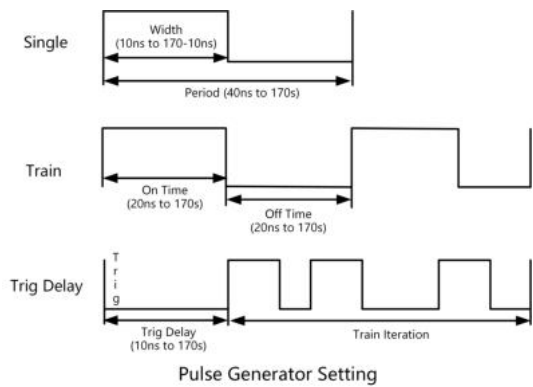 Single
Width
(10ns to 170-10ns)
Period (40ns to 170s)
Train
On Time
(20ns to 170s)
Off Time
(20ns to 170s)
Trig Delay
Trig
Trig Delay
(10ns to 170s)
Train Iteration
Pulse Generator Setting